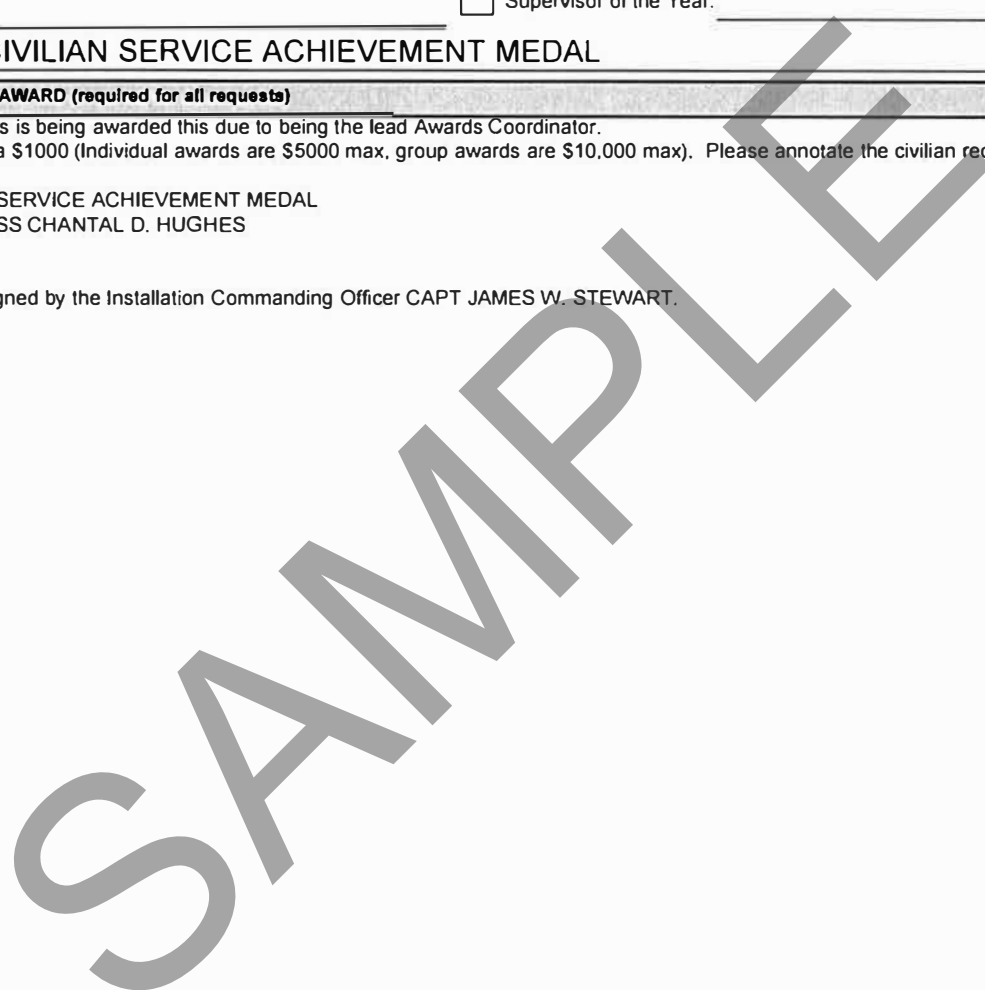 Supervisor of the Year:
CIVILIAN SERVICE ACHIEVEMENT MEDAL
AWARD (required for all requests)
s is being awarded this due to being the lead Awards Coordinator.
a $1000 (Individual awards are $5000 max, group awards are $10,000 max). Please annotate the civilian rec
SERVICE ACHIEVEMENT MEDAL
SS CHANTAL D. HUGHES
gned by the Installation Commanding Officer CAPT JAMES W. STEWART.
SAMPLE